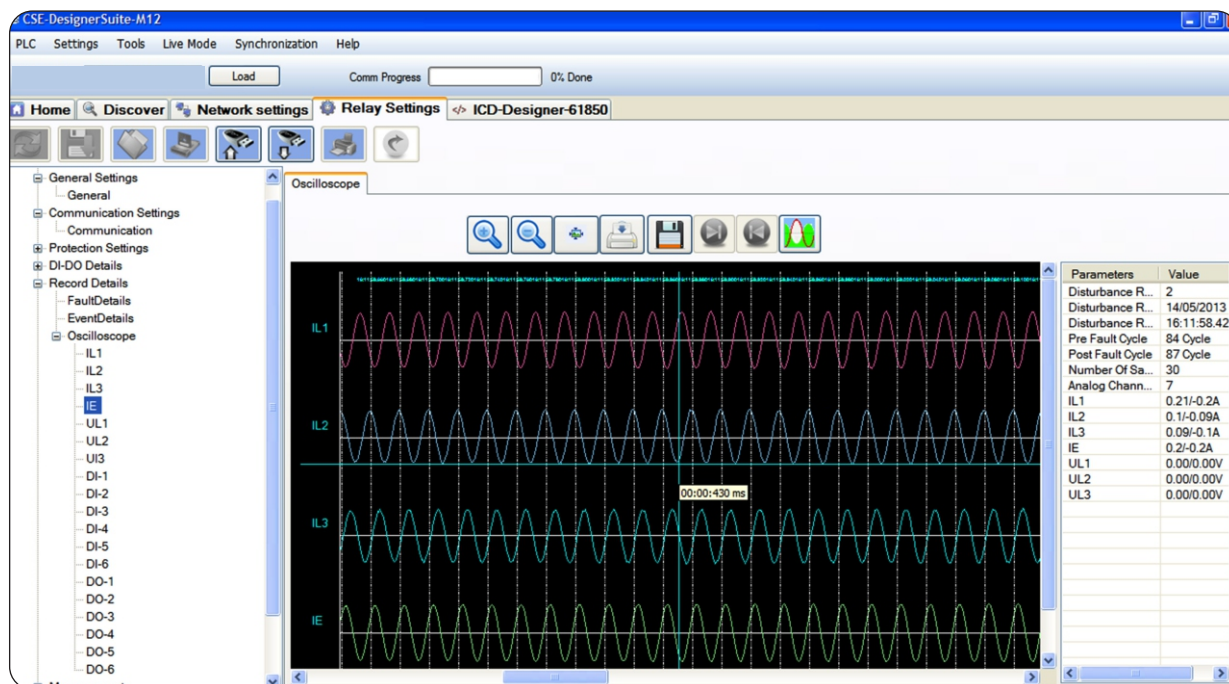 CSE-DesignerSuite-M12
PLC Settings Tools Live Mode Synchronization Help
Load Comm Progress 0% Done
Home Discover Network settings Relay Settings ICD-Designer-61850
General Settings
General
Communication Settings
Communication
Protection Settings
DI-DO Details
Record Details
FaultDetails
EventDetails
Oscilloscope
IL1
IL2
IL3
IE
UL1
UL2
Ul3
DI-1
DI-2
DI-3
DI-4
DI-5
DI-6
DO-1
DO-2
DO-3
DO-4
DO-5
DO-6
Oscilloscope
IL1
IL2
00:00:430 ms
IL3
IE
Parameters Value
Disturbance R... 2
Disturbance R... 14/05/2013
Disturbance R... 16:11:58.42
Pre Fault Cycle 84 Cycle
Post Fault Cycle 87 Cycle
Number Of Sa... 30
Analog Chann... 7
IL1 0.21/-0.2A
IL2 0.1/-0.09A
IL3 0.09/-0.1A
IE 0.2/-0.2A
UL1 0.00/0.00V
UL2 0.00/0.00V
UL3 0.00/0.00V